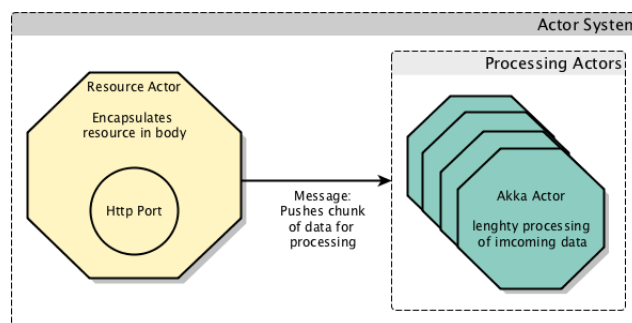 Actor System
Processing Actors
Resource Actor
Encapsulates
resource in body
Http Port
Message:
Pushes chunk
of data for
processing
Akka Actor
lenghty processing
of imcoming data